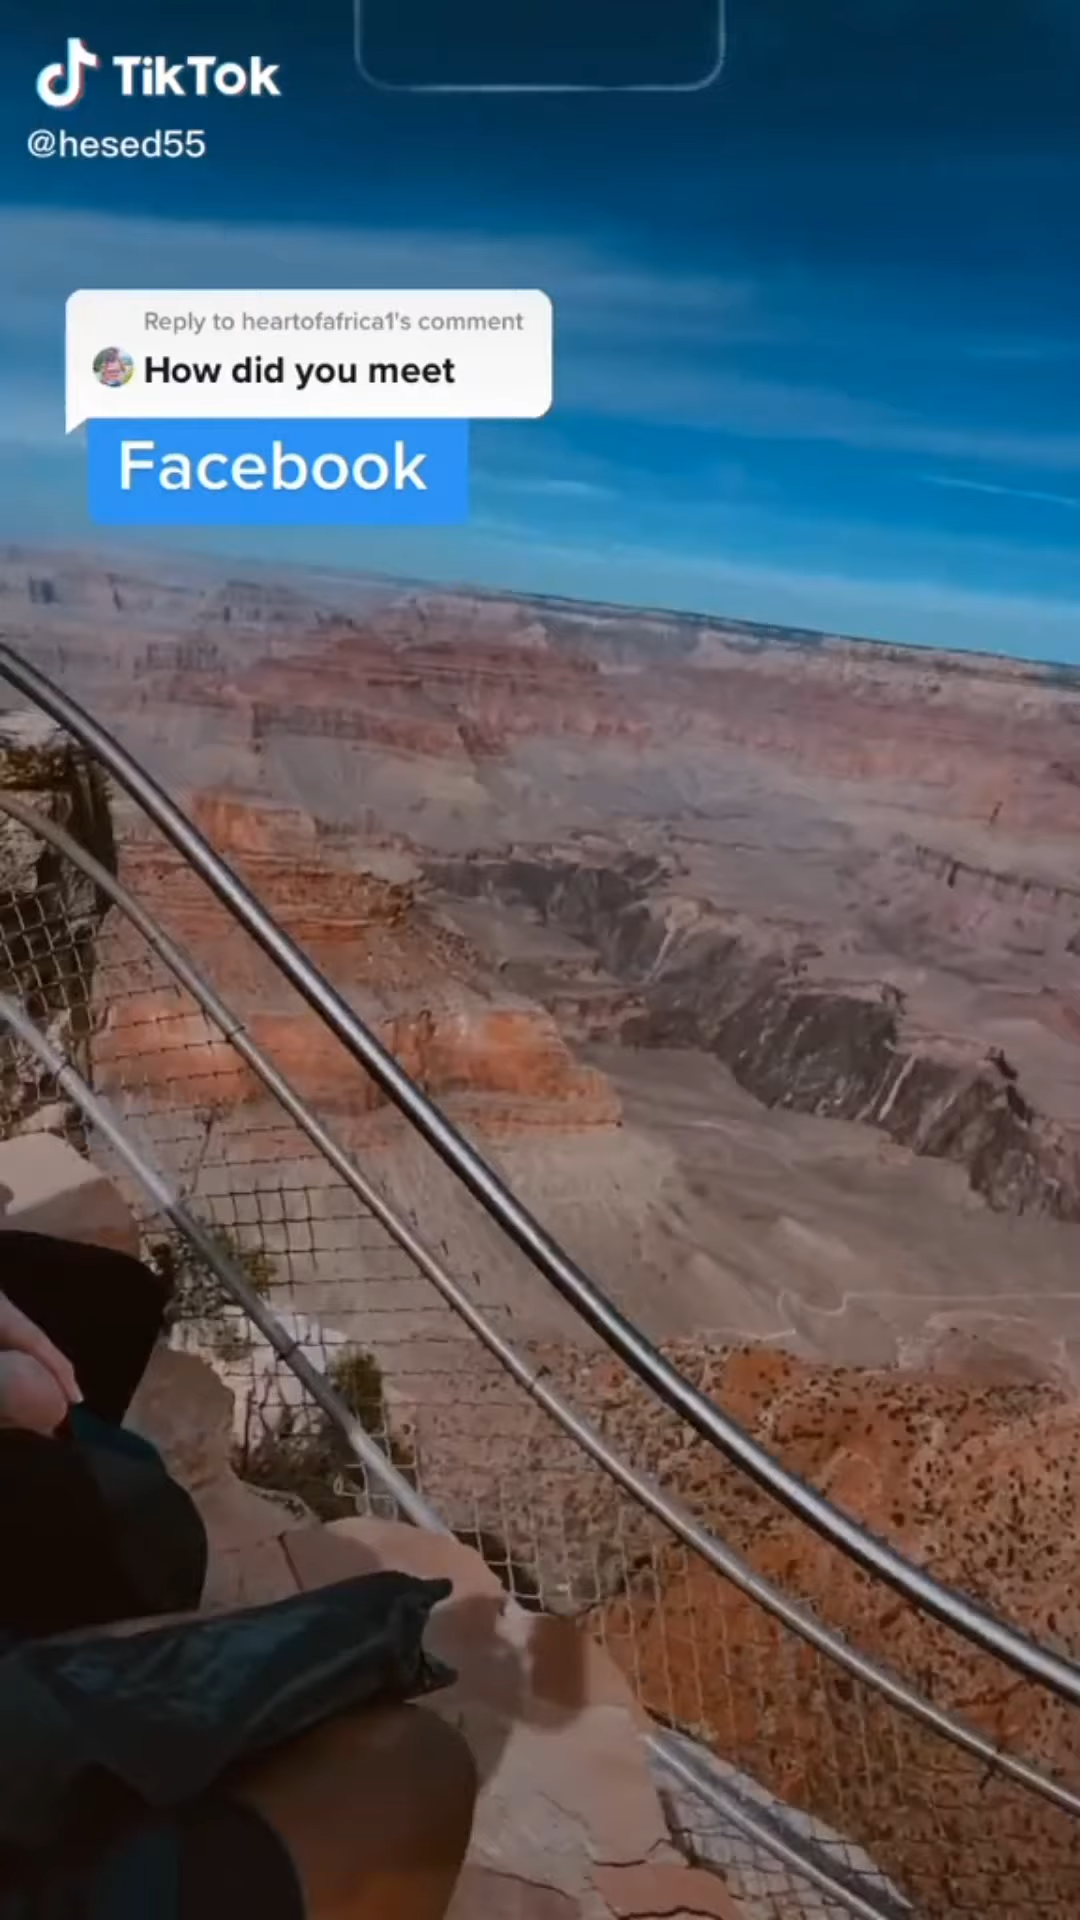 TikTok
@hesed55
Reply to heartofafrica1's comment
How did you meet
Facebook